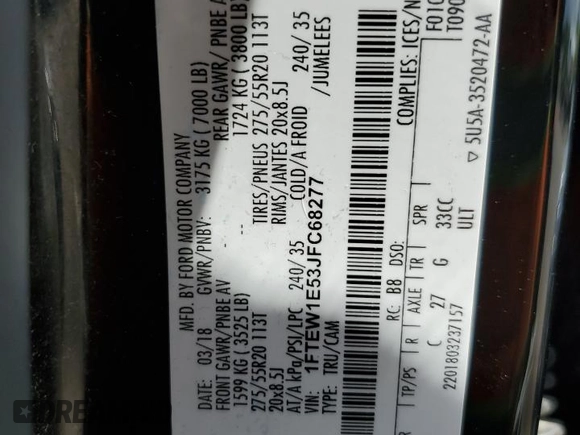 MFD. BY FORD MOTOR COMPANY
03/18 GVWR/PNBV: 3175 KG ( 7000 LB)
FRONT GAWR/PNBE AV REAR GAWR/ PNBE
1599 KG ( 3525 LB) 1724 KG ( 3800 LB)
275/55R20 113T TIRES/PNEUS 275/55R20 113T
20x8.5J RIMS/JANTES 20x8.5J
AT/A kPa/PSI/LPC 240/ 35 COLD/A FROID 240/ 35
VIN: 1FTEW1E53JFC68277 /JUMELEES
TYPE: TRU/CAM COMPLIES: ICES/N
F01
RC: B8 DSO: T090
TP/PS R AXLE TR SPR
C 27 G 33CC
2201803237157 ULT
▽ 5U5A-3520472-AA